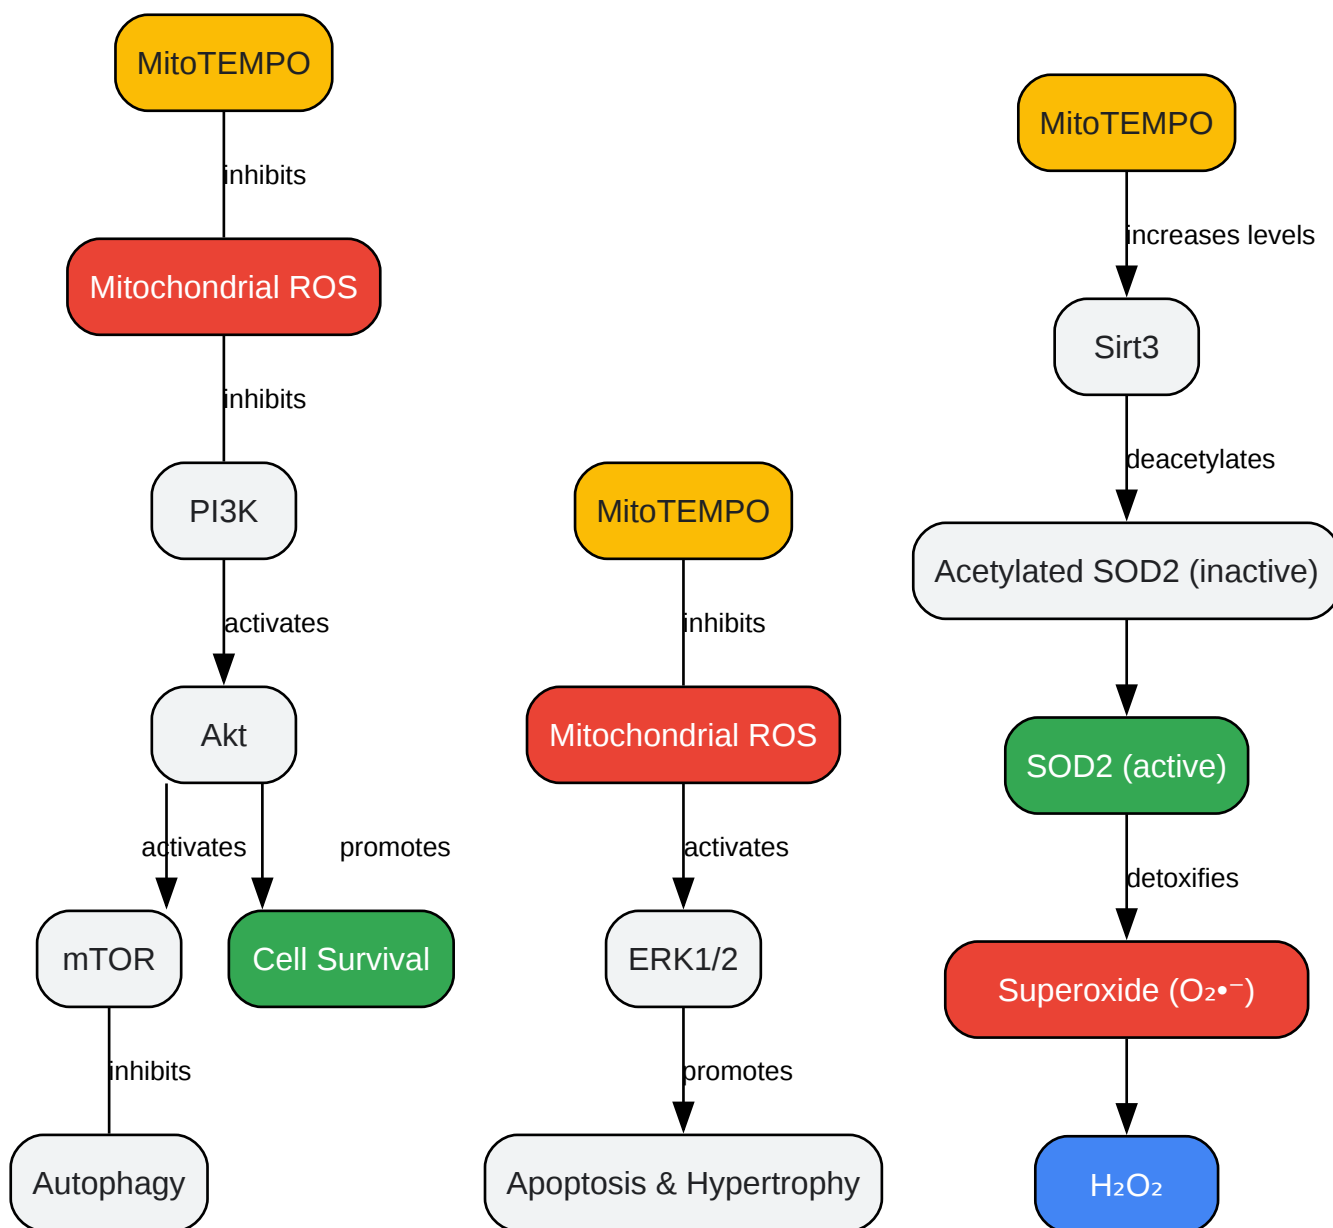 MitoTEMPO
inhibits
Mitochondrial ROS
inhibits
PI3K
activates
Akt
activates
promotes
mTOR
Cell Survival
inhibits
Autophagy
MitoTEMPO
inhibits
Mitochondrial ROS
activates
ERK1/2
promotes
Apoptosis & Hypertrophy
MitoTEMPO
increases levels
Sirt3
deacetylates
Acetylated SOD2 (inactive)
SOD2 (active)
detoxifies
Superoxide (O₂•⁻)
H₂O₂